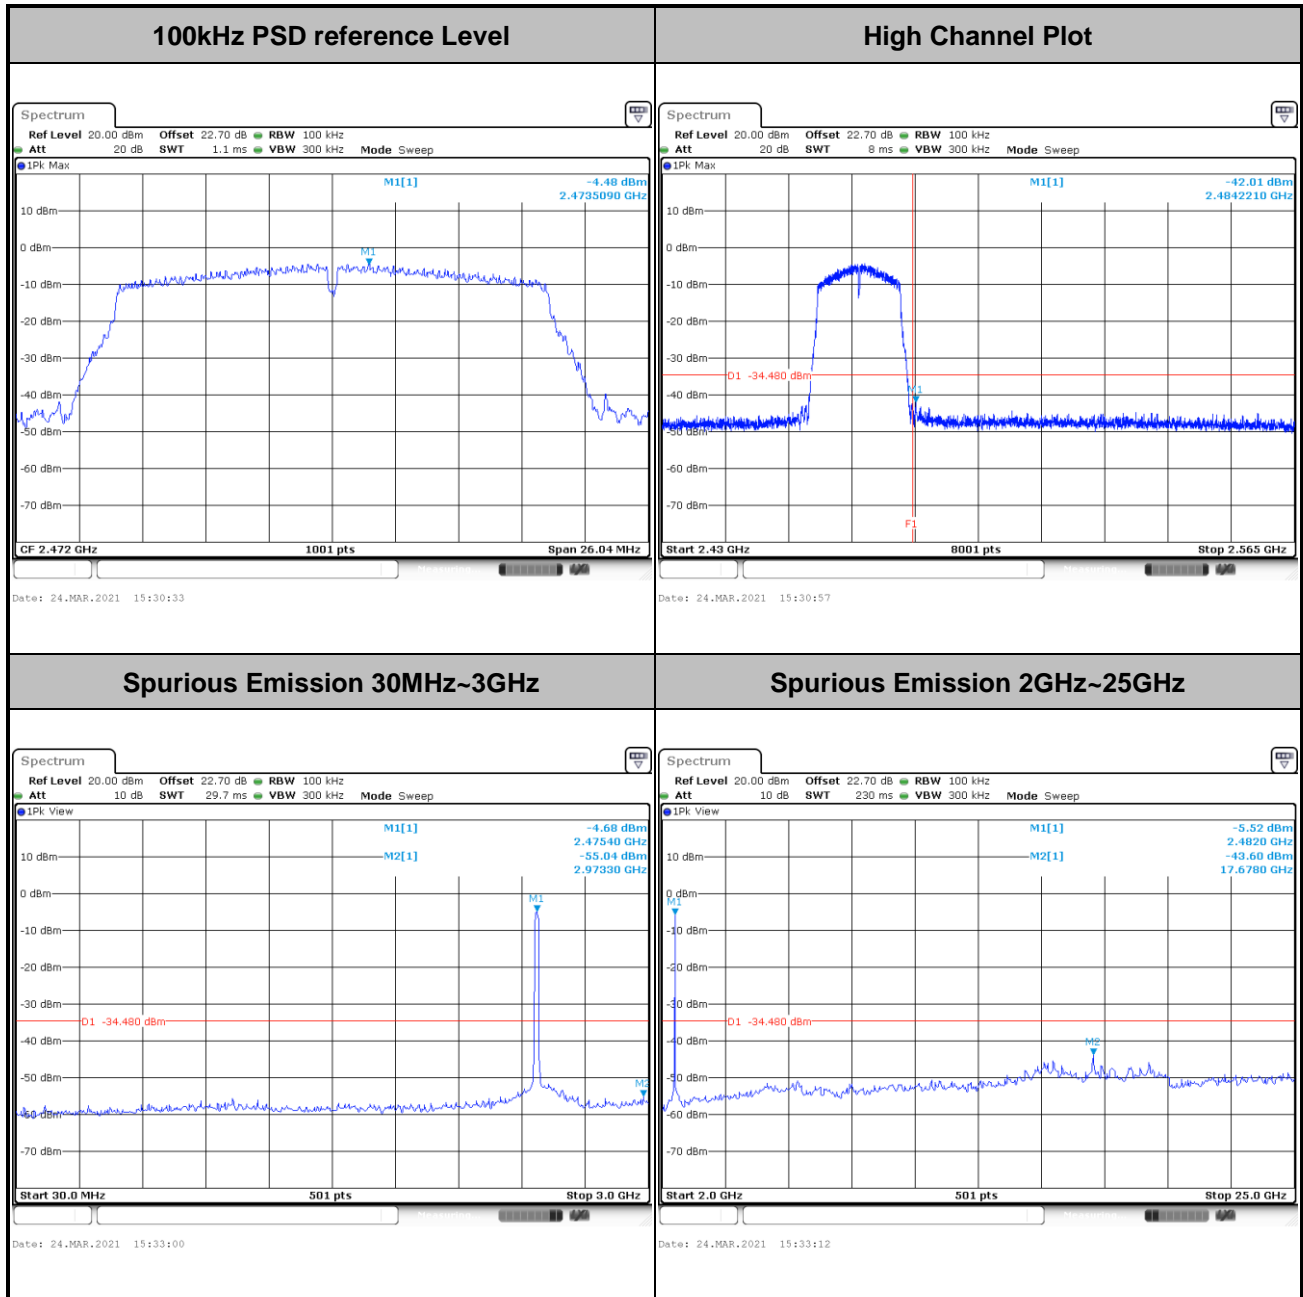 100kHz PSD reference Level
High Channel Plot
Spectrum
Ref Level 20.00 dBm Offset 22.70 dB RBW 100 kHz
Att 20 dB SWT 1.1 ms VBW 300 kHz Mode Sweep
1Pk Max
M1[1] -4.48 dBm
2.4735090 GHz
10 dBm
0 dBm
M1
-10 dBm
-20 dBm
-30 dBm
-40 dBm
-50 dBm
-60 dBm
-70 dBm
CF 2.472 GHz 1001 pts Span 26.04 MHz
Date: 24.MAR.2021 15:30:33
Spectrum
Ref Level 20.00 dBm Offset 22.70 dB RBW 100 kHz
Att 20 dB SWT 8 ms VBW 300 kHz Mode Sweep
1Pk Max
M1[1] -42.01 dBm
2.4842210 GHz
10 dBm
0 dBm
-10 dBm
-20 dBm
-30 dBm
D1 -34.480 dBm
-40 dBm
-50 dBm
-60 dBm
-70 dBm
F1
Start 2.43 GHz 8001 pts Stop 2.565 GHz
Date: 24.MAR.2021 15:30:57
Spurious Emission 30MHz~3GHz
Spurious Emission 2GHz~25GHz
Spectrum
Ref Level 20.00 dBm Offset 22.70 dB RBW 100 kHz
Att 10 dB SWT 29.7 ms VBW 300 kHz Mode Sweep
1Pk View
M1[1] -4.68 dBm
2.47540 GHz
M2[1] -55.04 dBm
2.97330 GHz
10 dBm
0 dBm
M1
-10 dBm
-20 dBm
-30 dBm
D1 -34.480 dBm
-40 dBm
-50 dBm
M2
-60 dBm
-70 dBm
Start 30.0 MHz 501 pts Stop 3.0 GHz
Date: 24.MAR.2021 15:33:00
Spectrum
Ref Level 20.00 dBm Offset 22.70 dB RBW 100 kHz
Att 10 dB SWT 230 ms VBW 300 kHz Mode Sweep
1Pk View
M1[1] -5.52 dBm
2.4820 GHz
M2[1] -43.60 dBm
17.6780 GHz
10 dBm
0 dBm
M1
-10 dBm
-20 dBm
-30 dBm
D1 -34.480 dBm
-40 dBm
M2
-50 dBm
-60 dBm
-70 dBm
Start 2.0 GHz 501 pts Stop 25.0 GHz
Date: 24.MAR.2021 15:33:12